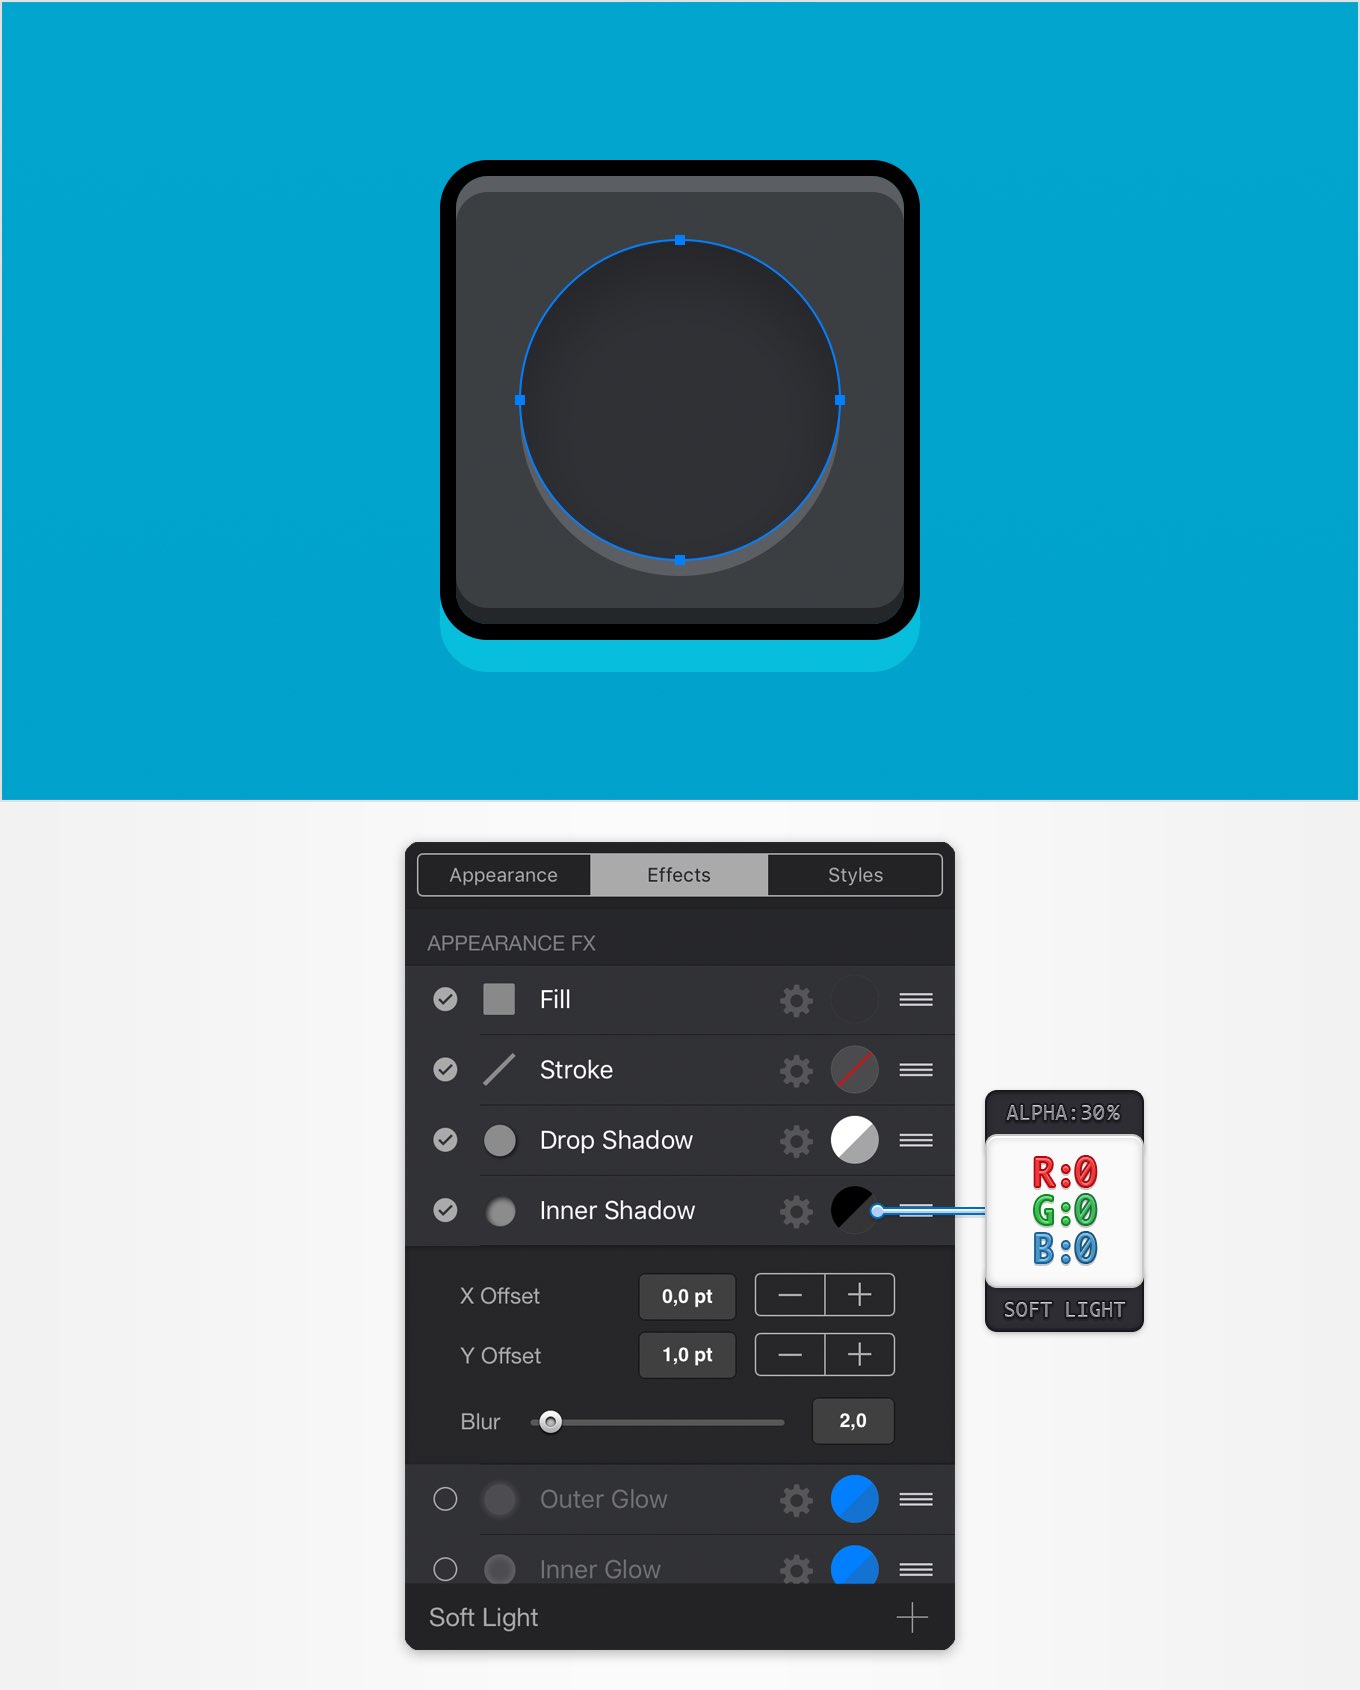 Appearance Effects Styles
APPEARANCE FX
Fill
Stroke
Drop Shadow
Inner Shadow
X Offset 0,0 pt
Y Offset 1,0 pt
Blur 2,0
Outer Glow
Inner Glow
Soft Light
ALPHA:30%
R:0
G:0
B:0
SOFT LIGHT